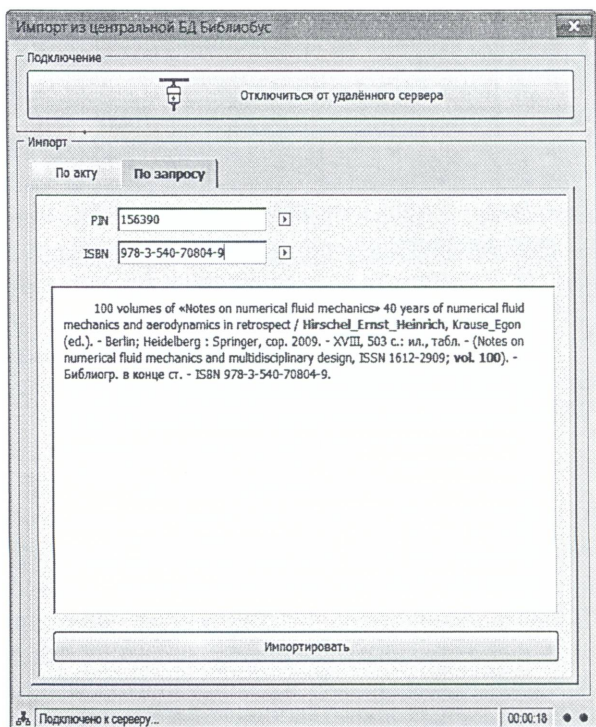 Импорт из центральной БД Библиобус
Подключение
Отключиться от удалённого сервера
Импорт
По акту
По запросу
PIN 156390
ISBN 978-3-540-70804-9
100 volumes of «Notes on numerical fluid mechanics» 40 years of numerical fluid
mechanics and aerodynamics in retrospect / Hirschel_Ernst_Heinrich, Krause_Egon
(ed.). - Berlin; Heidelberg : Springer, cop. 2009. - XVIII, 503 с.: ил., табл. - (Notes on
numerical fluid mechanics and multidisciplinary design, ISSN 1612-2909; vol. 100). -
Библиогр. в конце ст. - ISBN 978-3-540-70804-9.
Импортировать
Подключено к серверу...
00:00:18